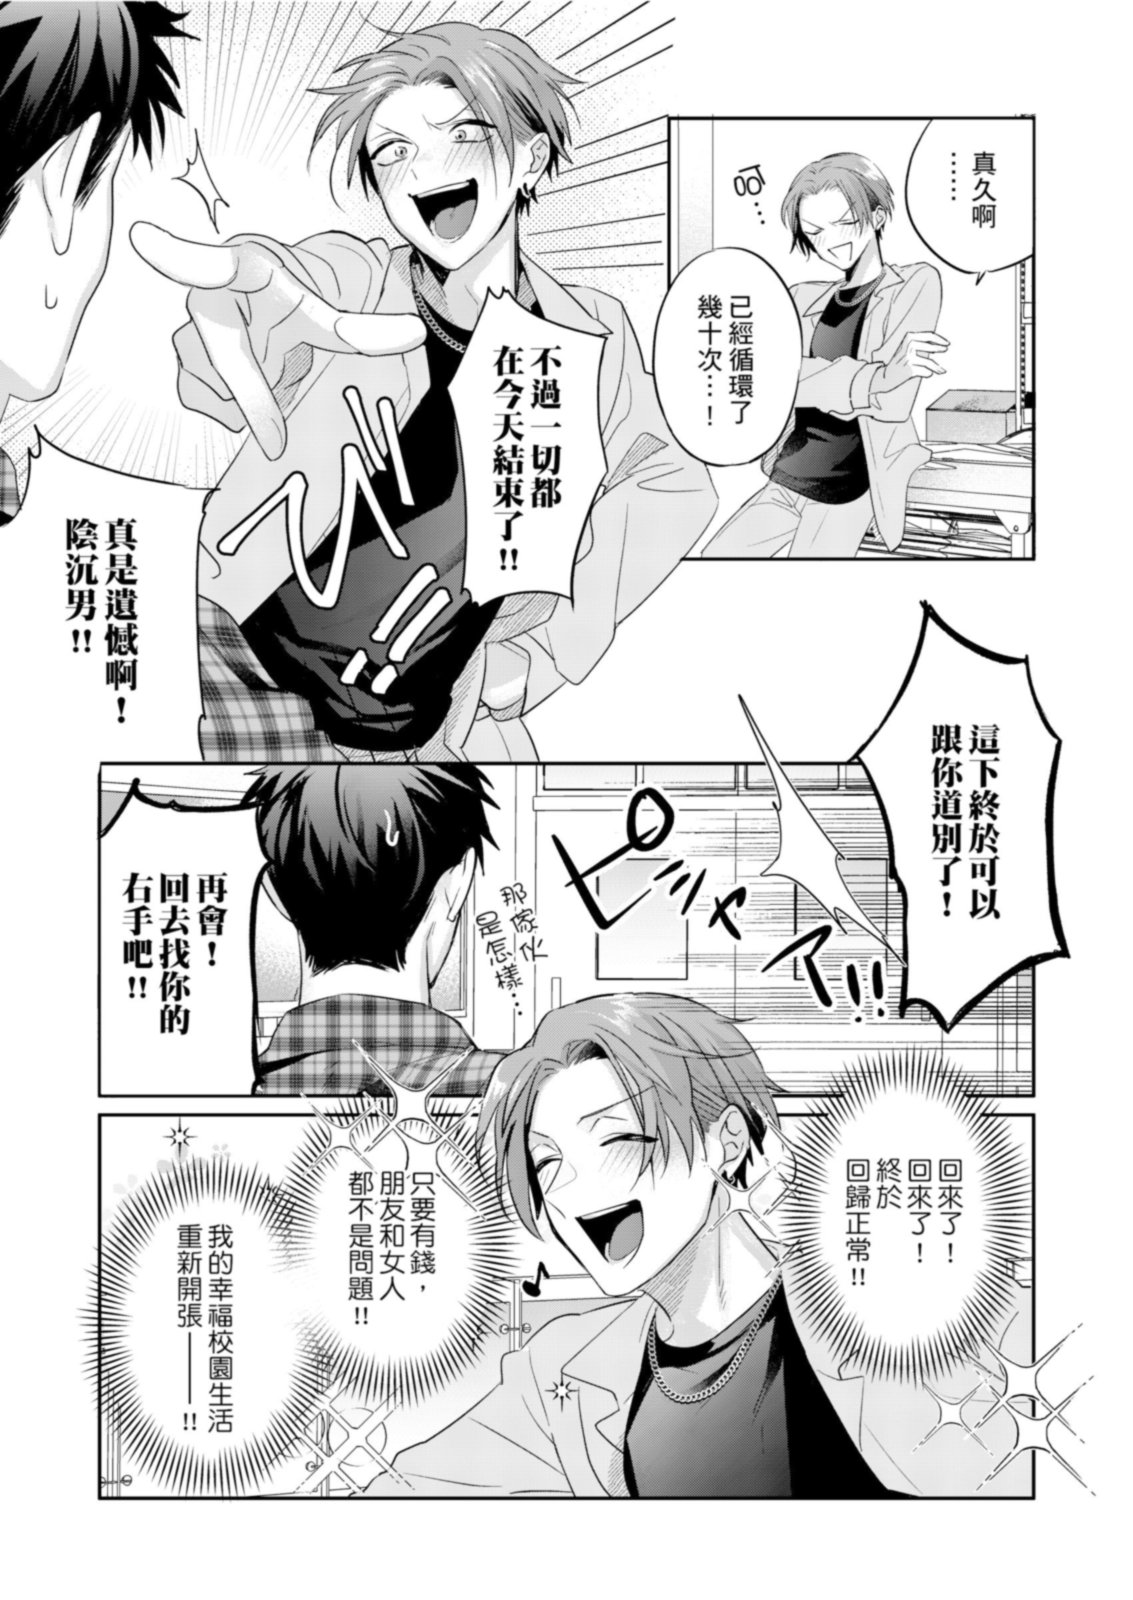 真久啊
……
哈…
已經循環了
幾十次…！
不過一切都
在今天結束了!!
ビシ!!
真是遺憾啊！
陰沉男!!
這下終於可以
跟你道別了！
ピシャア!!
那傢伙
是怎樣…
再會！
回去找你的
右手吧!!
回來了！
回來了！
終於
回歸正常!!
只要有錢，
朋友和女人
都不是問題!!
我的幸福校園生活
重新開張——!!